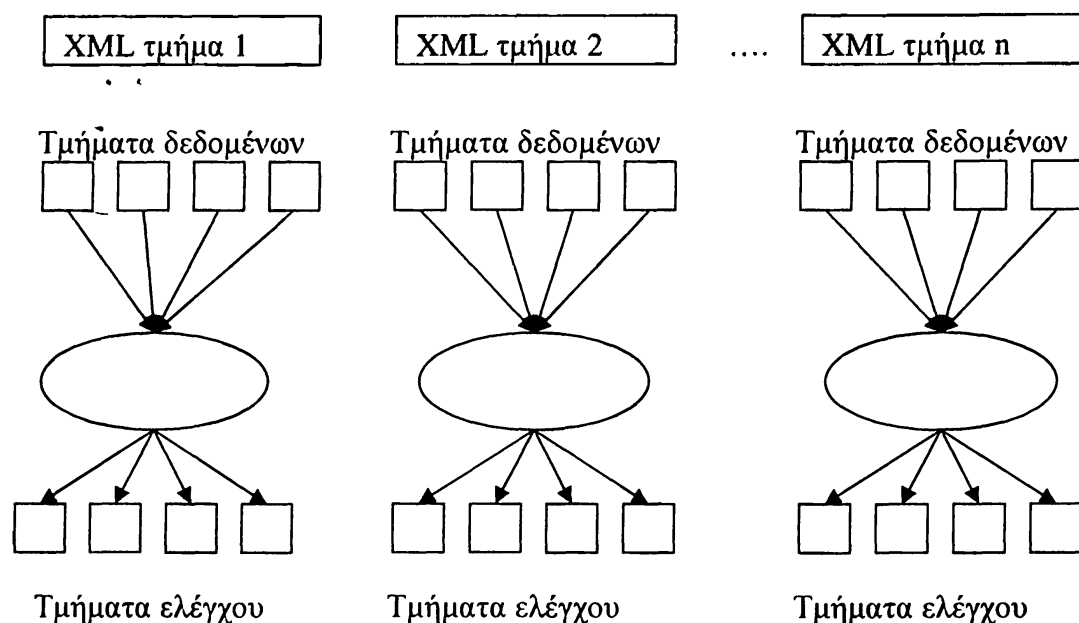 XML τμήμα 1 XML τμήμα 2 .... XML τμήμα n
Τμήματα δεδομένων Τμήματα δεδομένων Τμήματα δεδομένων
Τμήματα ελέγχου Τμήματα ελέγχου Τμήματα ελέγχου